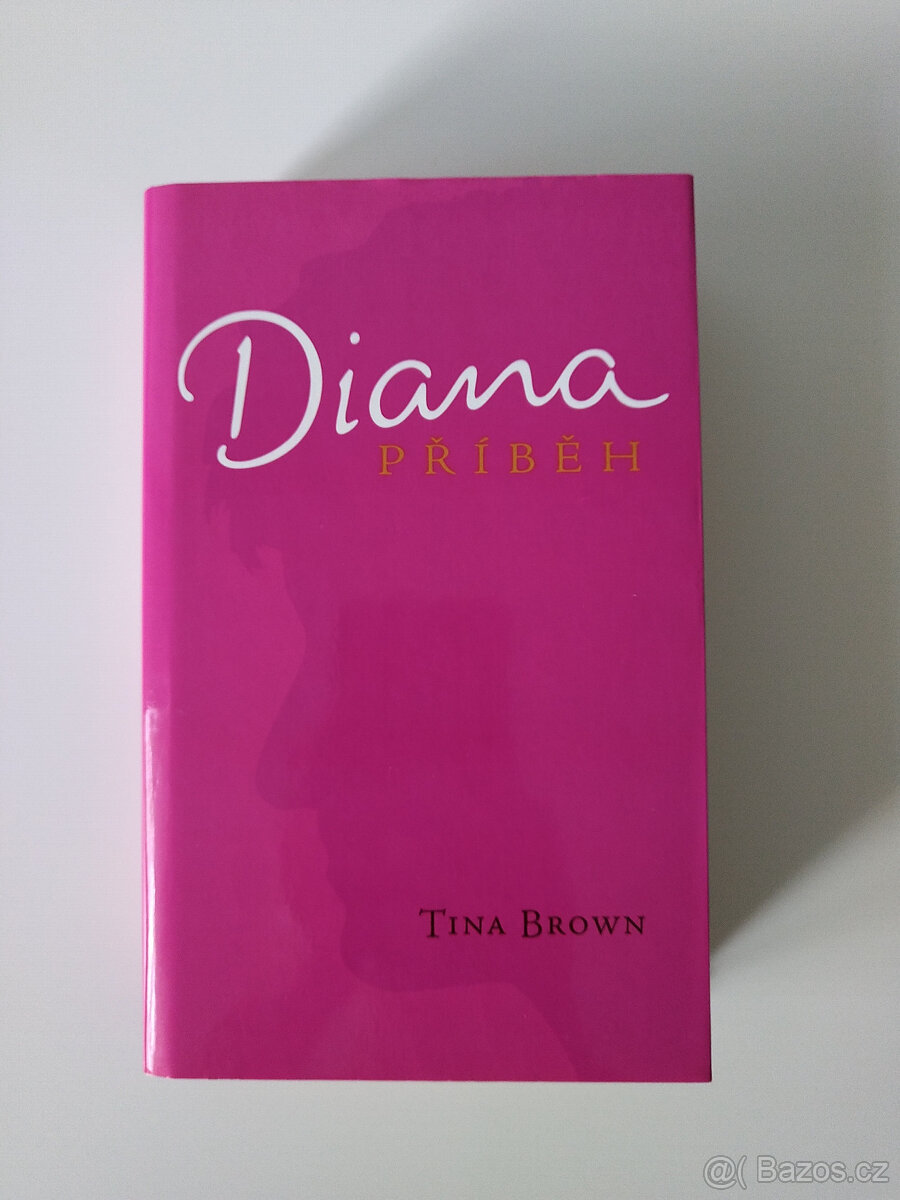 Diana
PŘÍBĚH
TINA BROWN
@( Bazos.cz